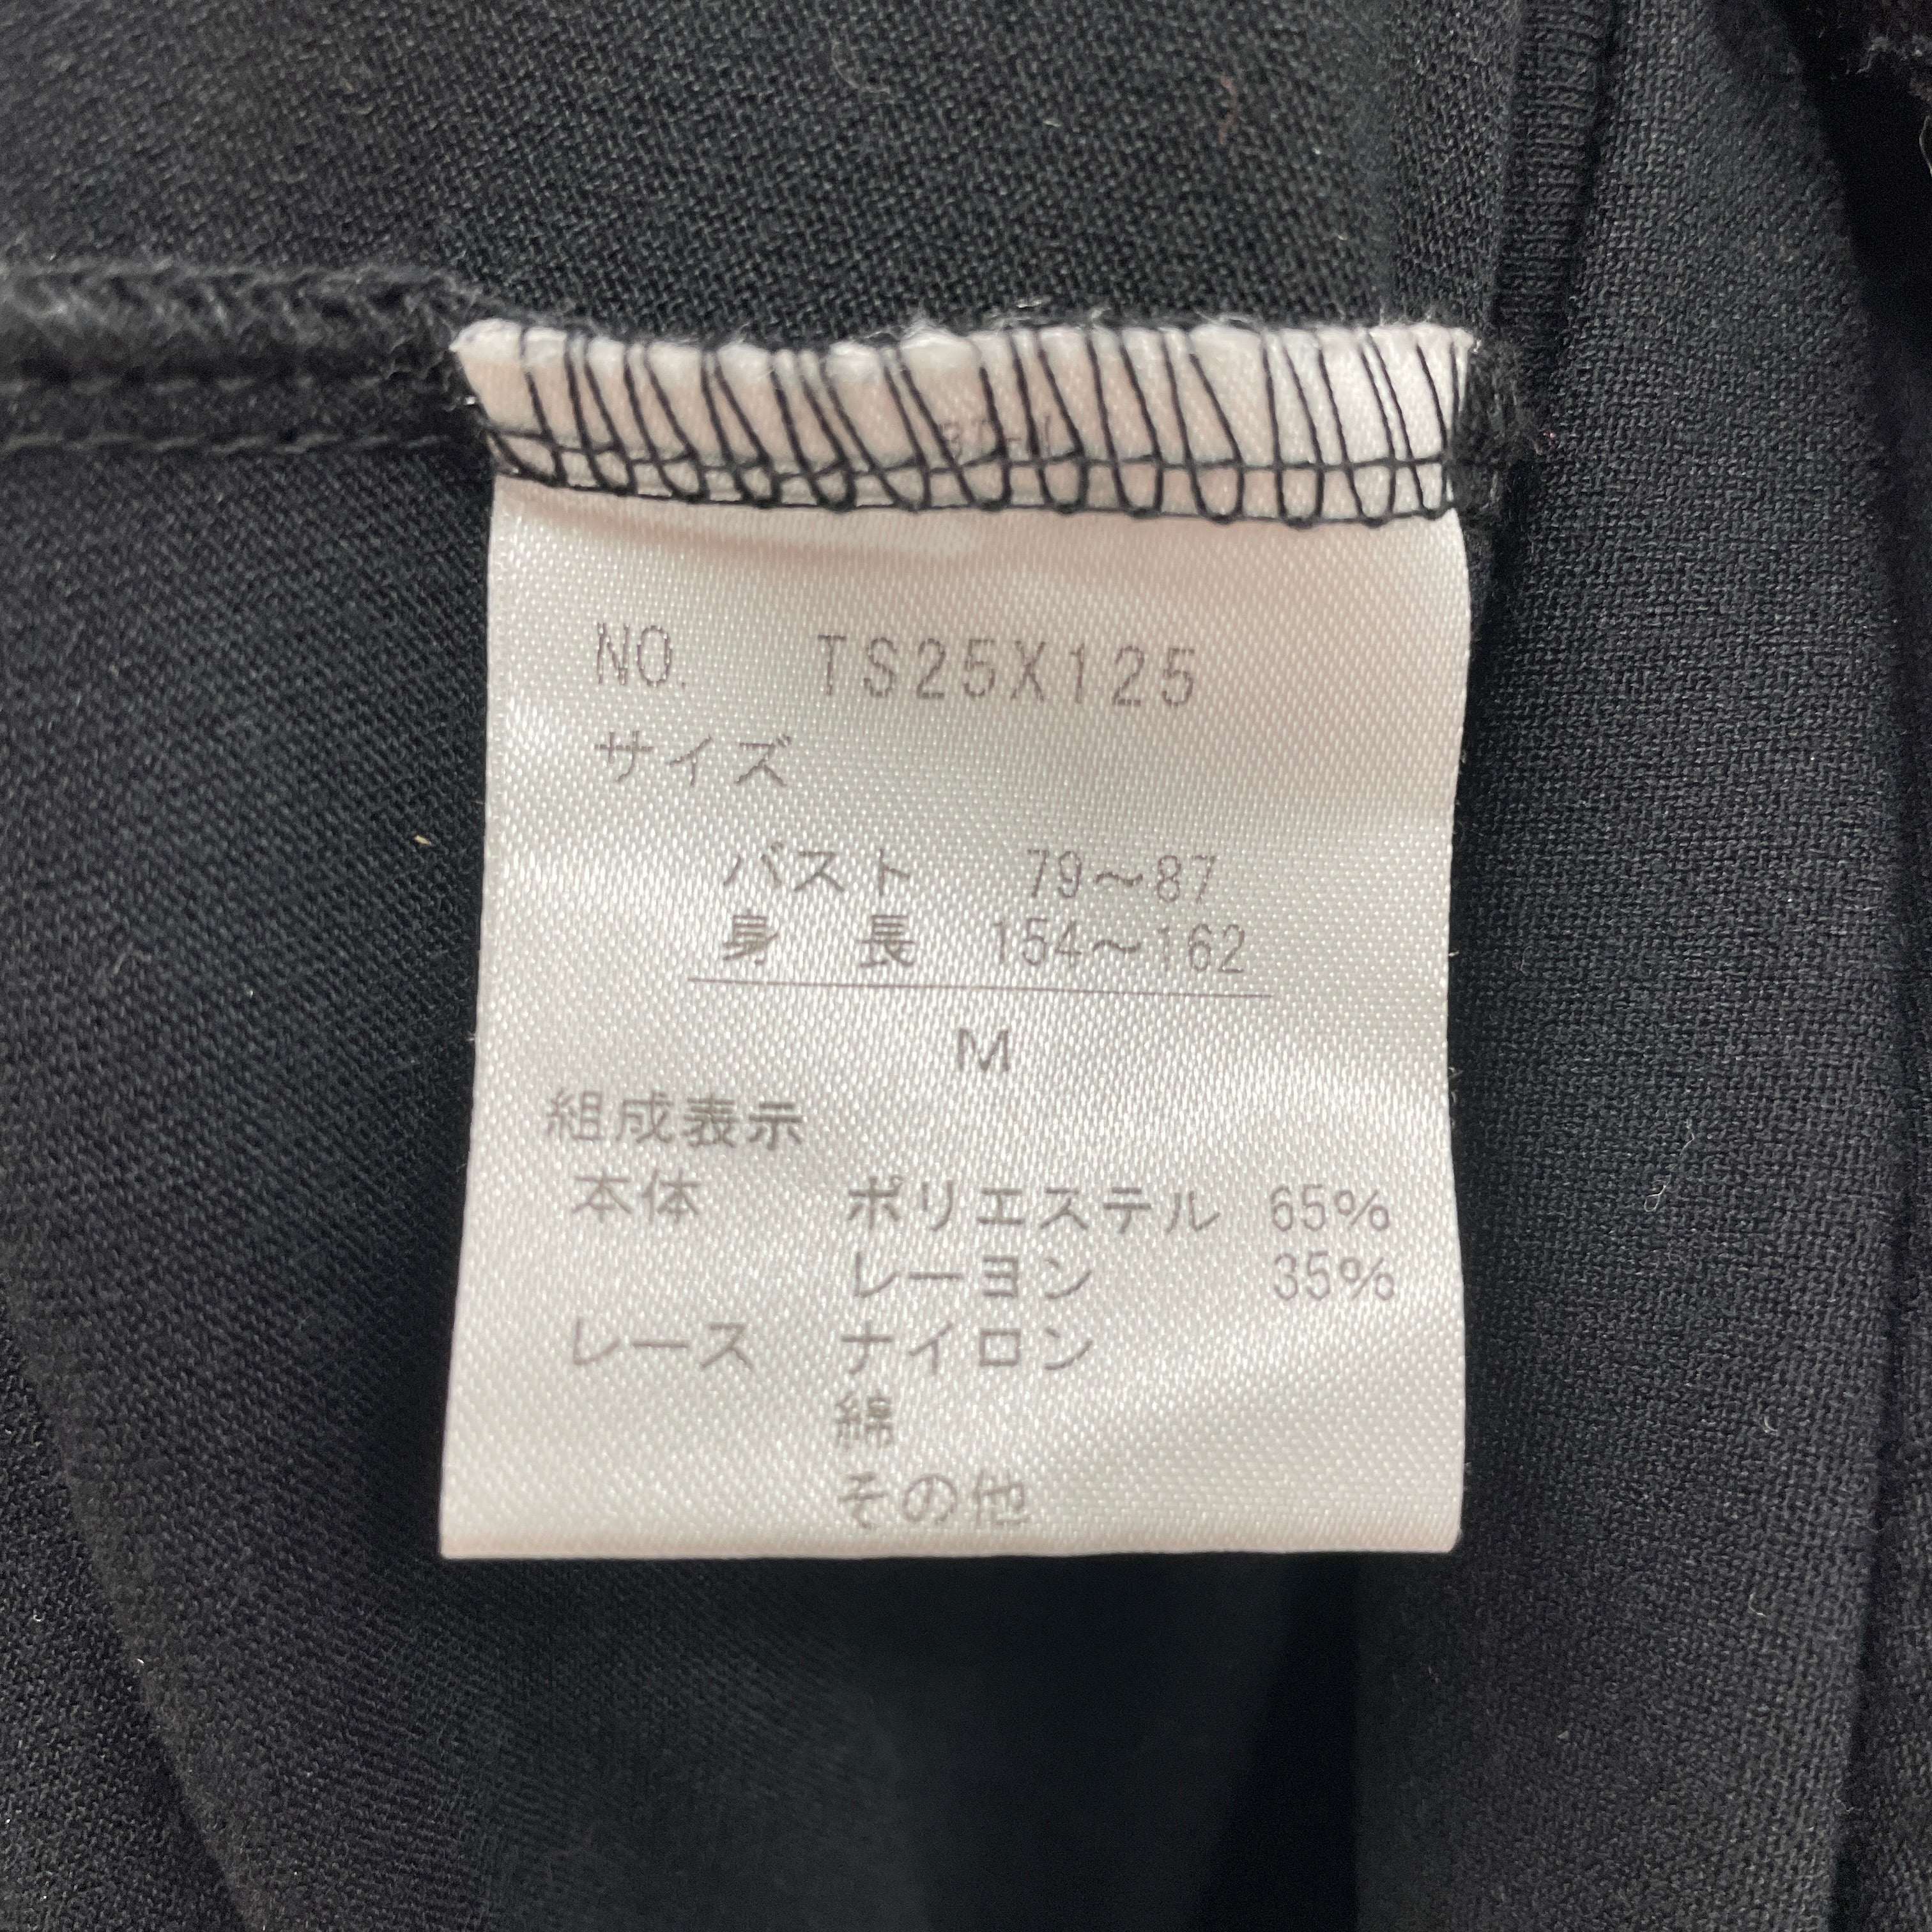 NO. TS25X125
サイズ
バスト 79～87
身長 154～162
M
組成表示
本体 ポリエステル 65%
レーヨン 35%
レース ナイロン
綿
その他